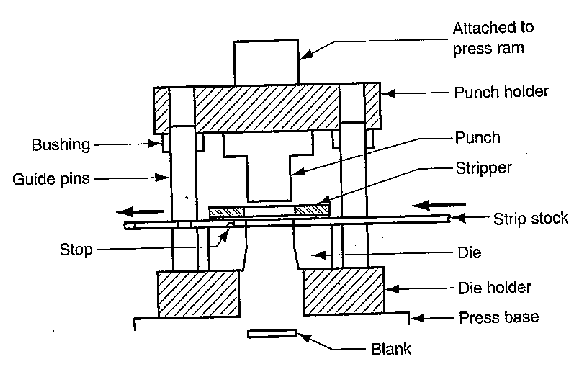 Attached to
press ram
Punch holder
Bushing
Punch
Stripper
Guide pins
Strip stock
Stop
Die
Die holder
Press base
Blank